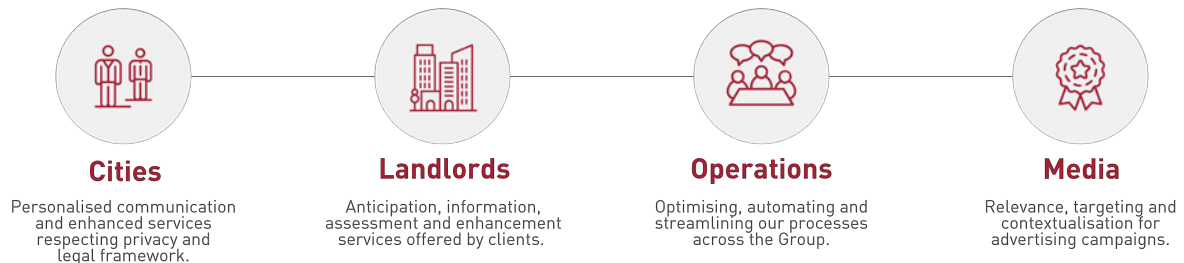 Cities
Personalised communication
and enhanced services
respecting privacy and
legal framework.
Landlords
Anticipation, information,
assessment and enhancement
services offered by clients.
Operations
Optimising, automating and
streamlining our processes
across the Group.
Media
Relevance, targeting and
contextualisation for
advertising campaigns.